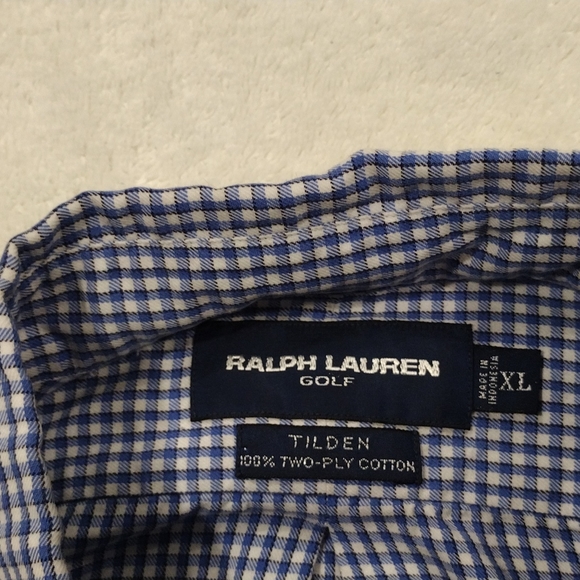 RALPH LAUREN
GOLF
MADE IN
INDONESIA
XL
TILDEN
100% TWO-PLY COTTON